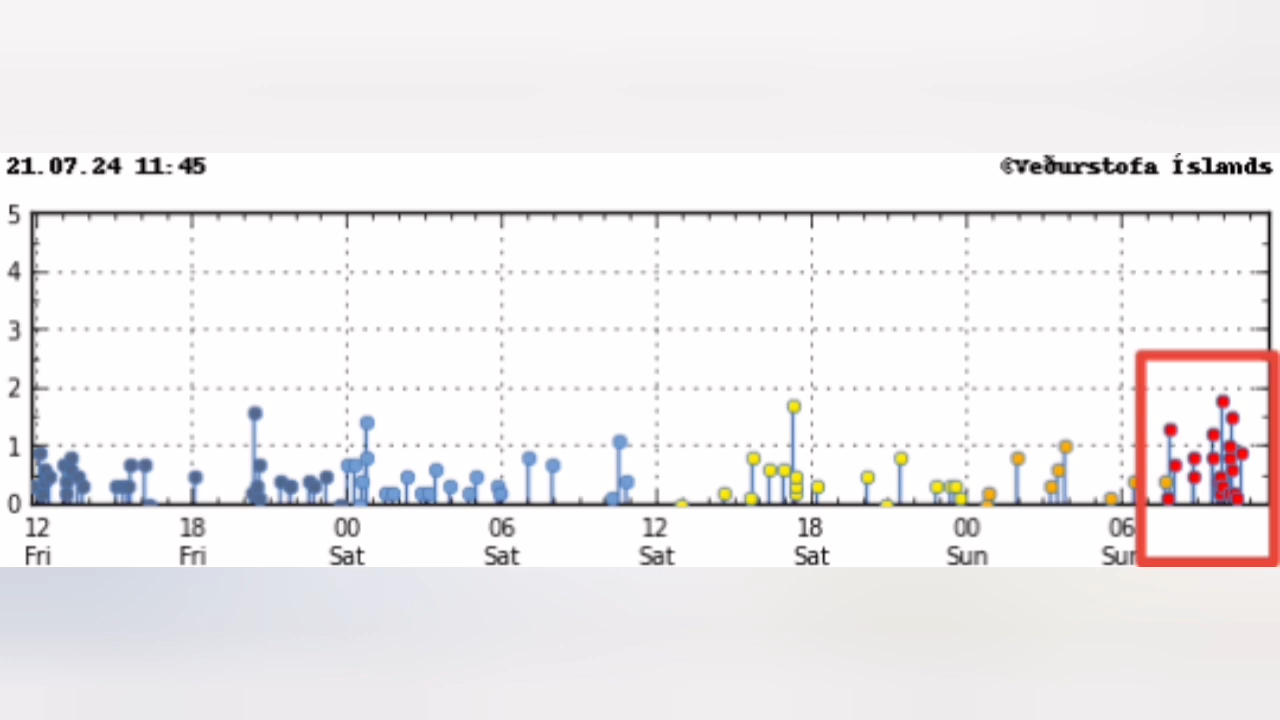 21.07.24 11:45
©Veðurstofa Íslands
5
4
3
2
1
0
12 18 00 06 12 18 00 06
Fri Fri Sat Sat Sat Sat Sun Sun